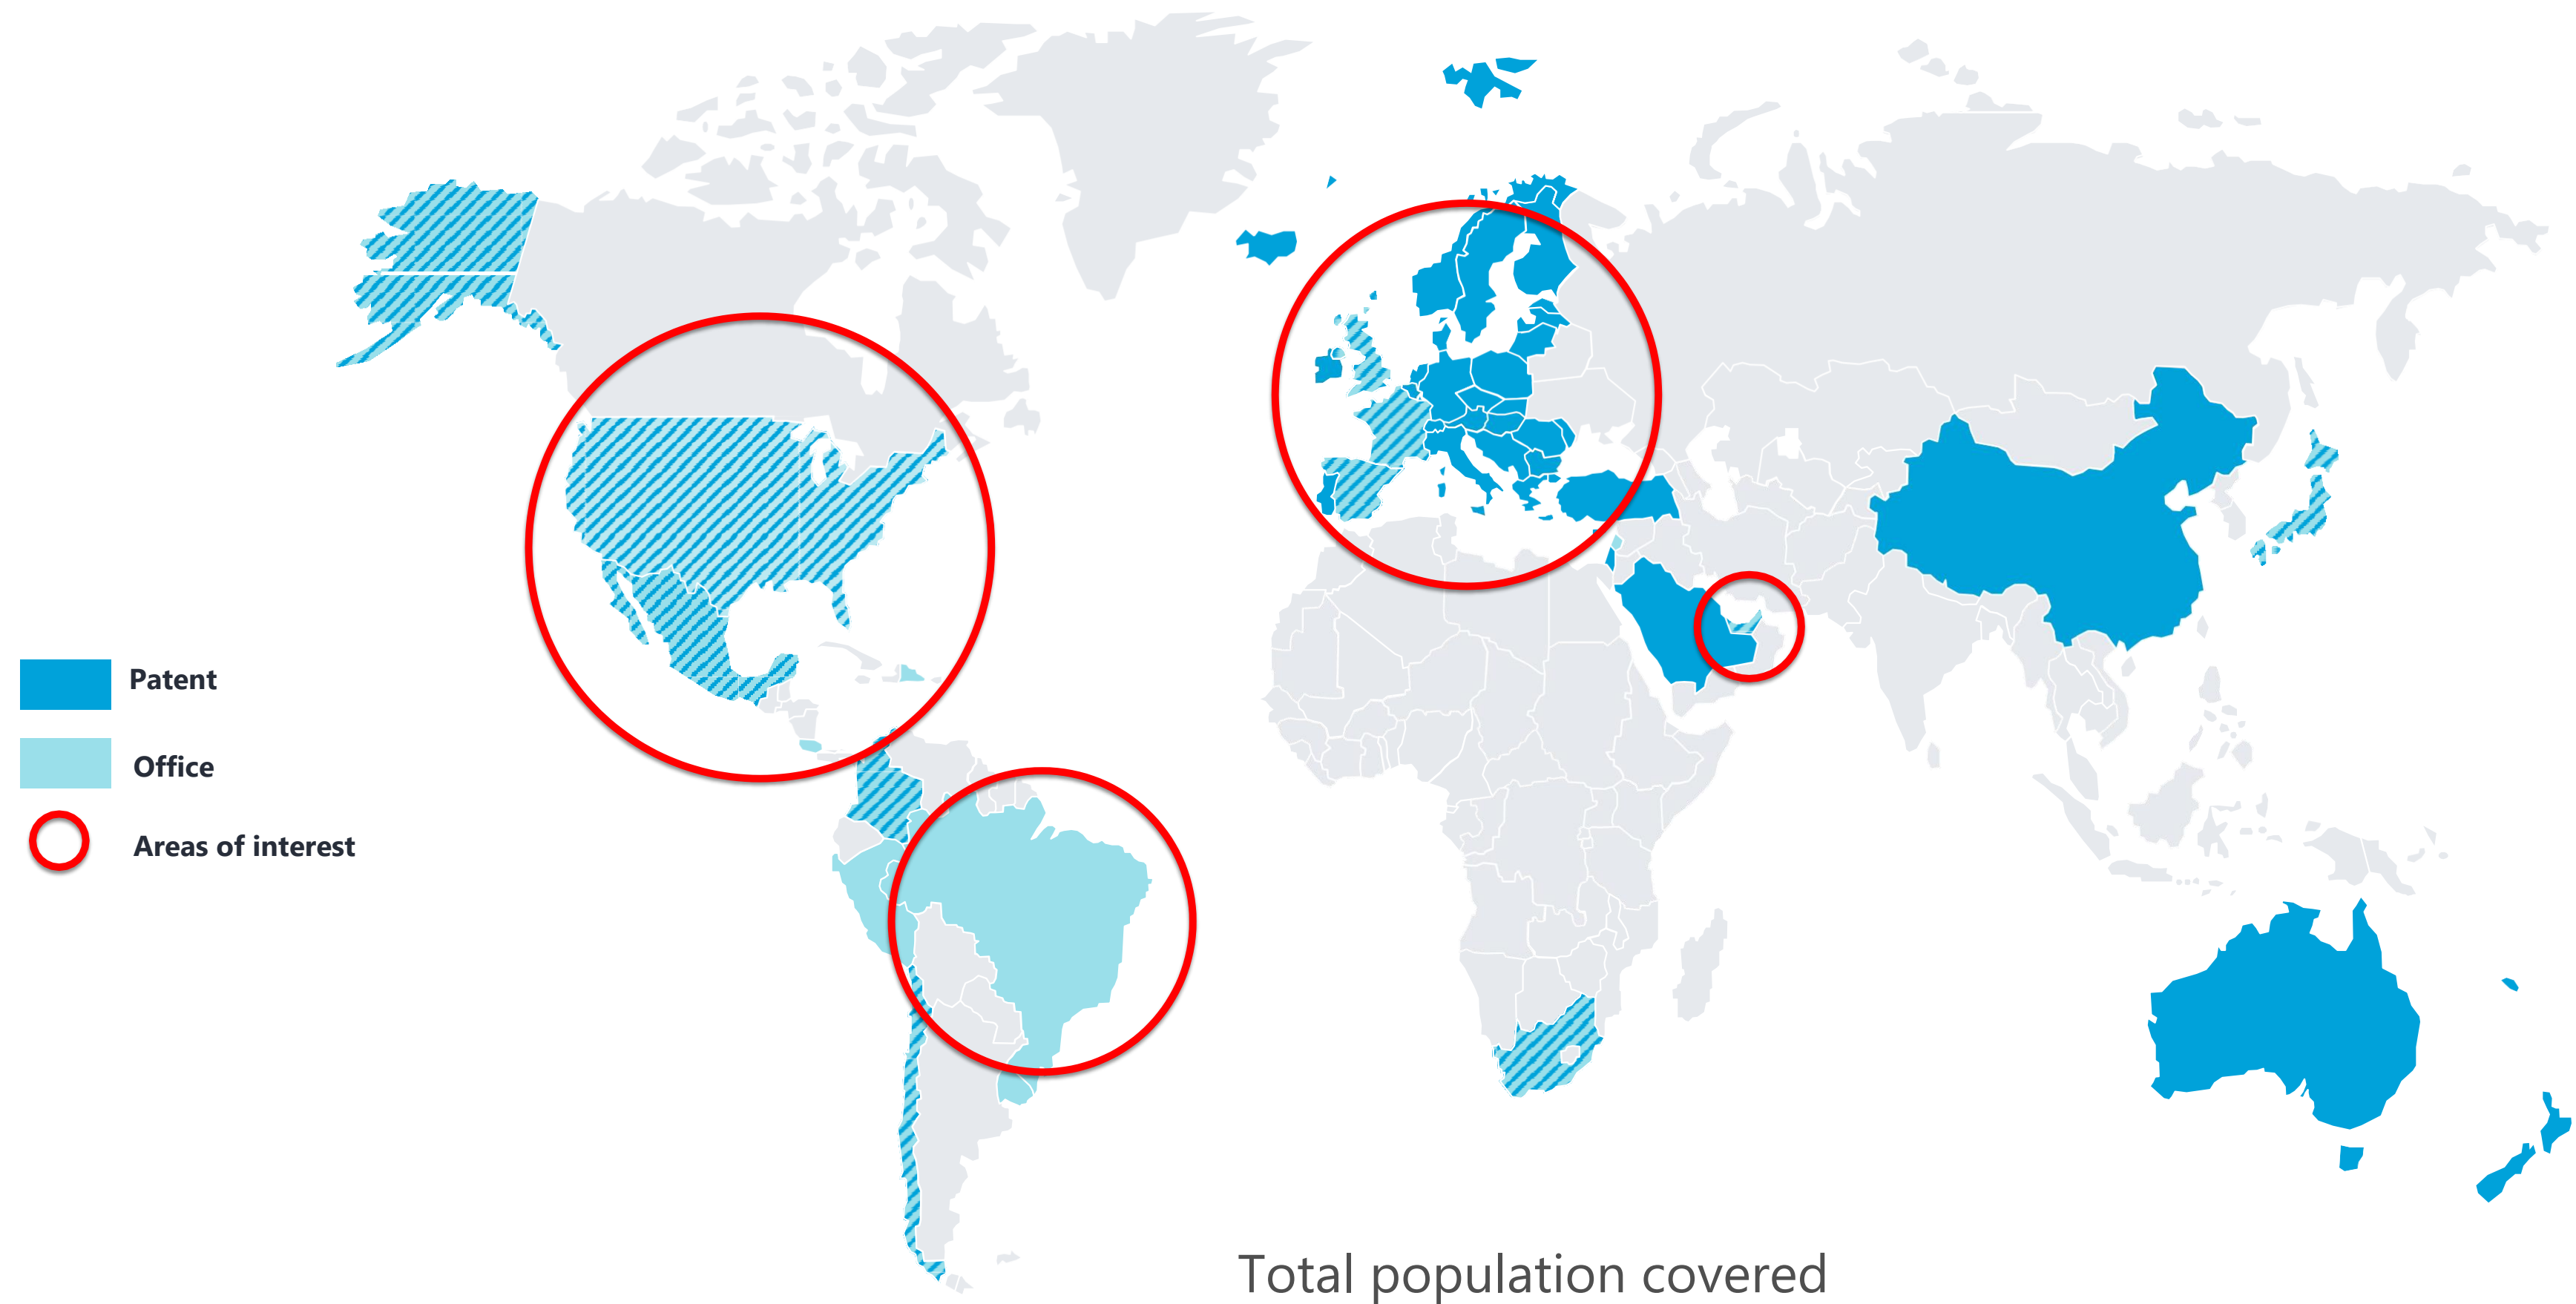 Patent
Office
Areas of interest
Total population covered